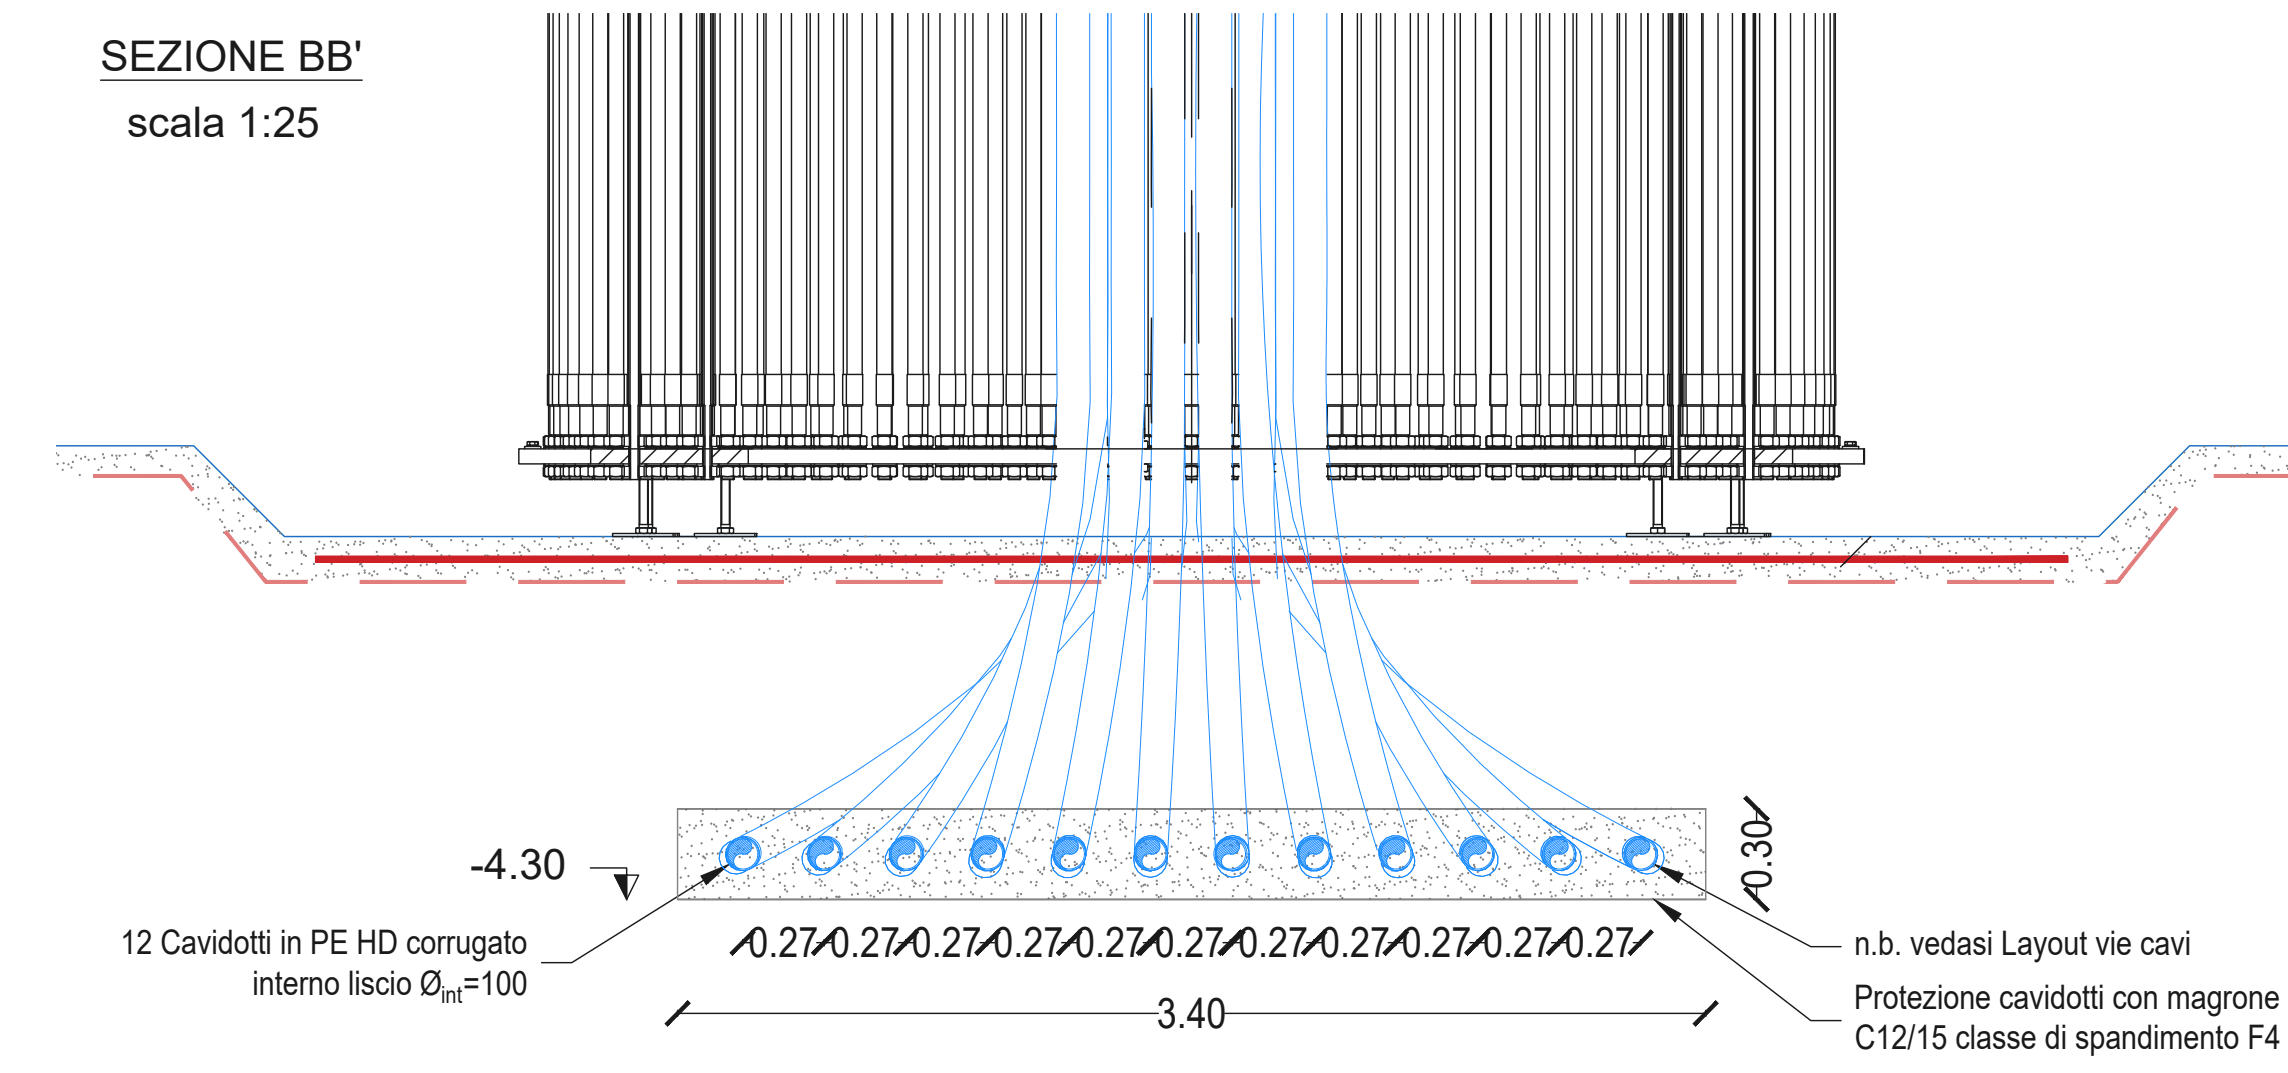 SEZIONE BB'
scala 1:25
-4.30
0.30
12 Cavidotti in PE HD corrugato
interno liscio Øint=100
0.27 0.27 0.27 0.27 0.27 0.27 0.27 0.27 0.27 0.27 0.27
n.b. vedasi Layout vie cavi
3.40
Protezione cavidotti con magrone
C12/15 classe di spandimento F4